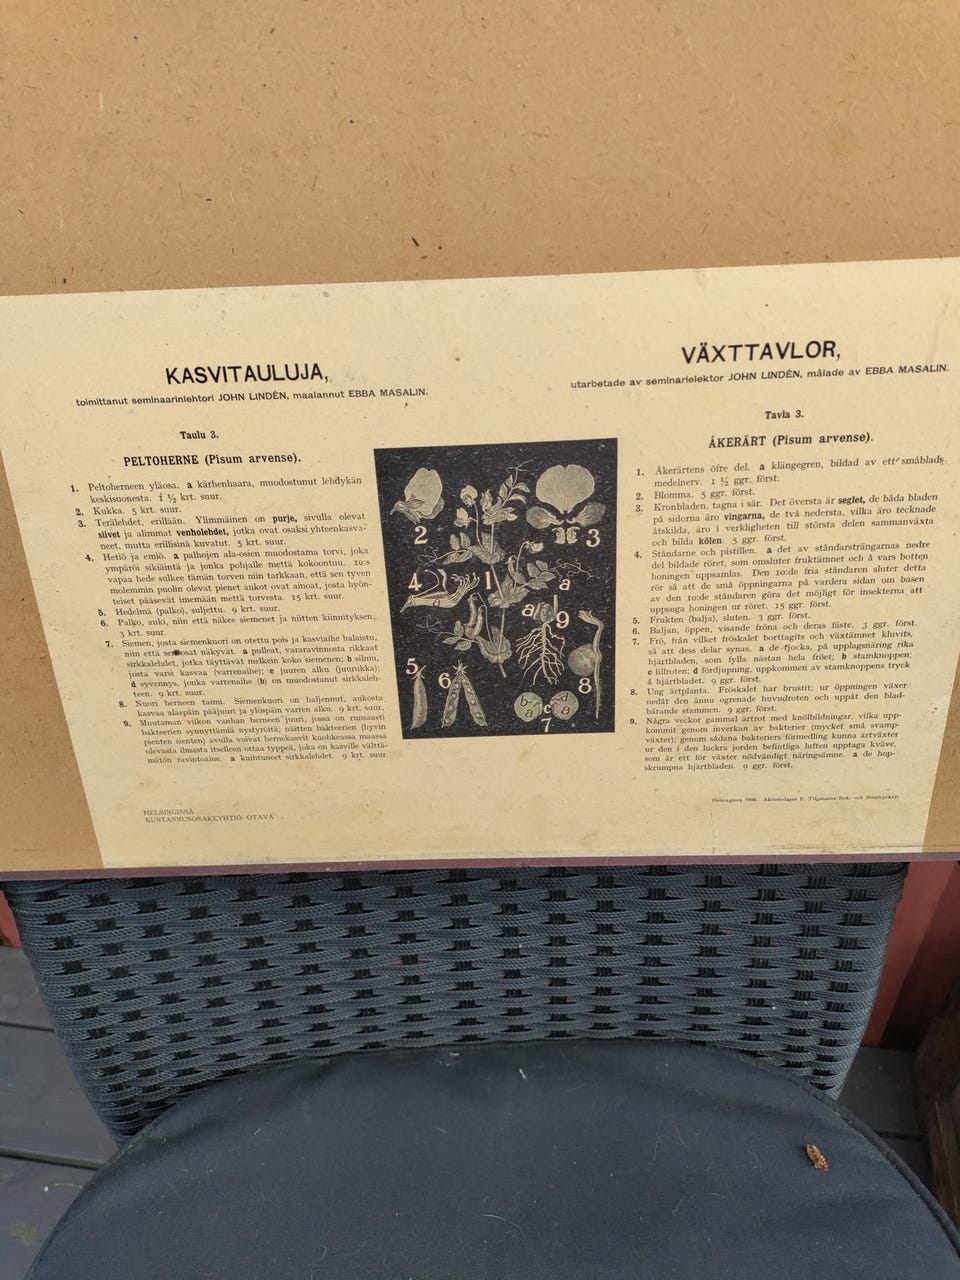 KASVITAULUJA,
toimittanut seminaarinlehtori JOHN LINDÉN, maalannut EBBA MASALIN.
Taulu 3.
PELTOHERNE (Pisum arvense).
1. Peltoherneen yläosa. a kärhenhaara, muodostunut lehdykän
keskisuonesta. 1 ½ krt. suur.
2. Kukka. 5 krt. suur.
3. Terälehdet, erillään. Ylimmäinen on purje, sivulla olevat
siivet ja alimmat venholehdet, jotka ovat osaksi yhteenkasva-
neet, mutta erillisinä kuvatut. 5 krt. suur.
4. Hetiö ja emiö. a palhojen ala-osien muodostama torvi, joka
ympäröi sikiäintä ja jonka pohjalle mettä kokoontuu. 10:s
vapaa hede sulkee tämän torven niin tarkkaan, että sen tyven
molemmin puolin olevat pienet aukot ovat ainoat, josta hyön-
teiset pääsevät imemään mettä torvesta. 15 krt. suur.
5. Hedelmä (palko), suljettu. 9 krt. suur.
6. Palko, auki, niin että näkee siemenet ja niitten kiinnityksen,
3 krt. suur.
7. Siemen, josta siemenkuori on otettu pois ja kasviaihe halaistu,
niin että sen osat näkyvät. a pulleat, vararavinnosta rikkaat
sirkkalehdet, jotka täyttävät melkein koko siemenen; b silmu,
josta varsi kasvaa (varrenaihe); c juuren alku (juurukka);
d syvennys, jonka varrenaihe (b) on muodostanut sirkkaleh-
teen. 9 krt. suur.
8. Nuori herneen taimi. Siemenkuori on haljennut, aukosta
kasvaa alaspäin pääjuuri ja ylöspäin varren alku. 9 krt. suur.
9. Muutaman viikon vanhan herneen juuri, jossa on runsaasti
bakteerien synnyttämiä nystyröitä; näitten bakteerien (hyvin
pienten sienten) avulla voivat hernekasvit kuohkeassa maassa
olevasta ilmasta itselleen ottaa typpeä, joka on kasville välttä-
mätön ravintoaine. a kuihtuneet sirkkalehdet. 9 krt. suur.
HELSINGISSÄ
KUSTANNUSOSAKEYHTIÖ OTAVA
2
3
4
1
a
a
9
5
6
8
b
d
c
a
a
7
VÄXTTAVLOR,
utarbetade av seminarielektor JOHN LINDÉN, målade av EBBA MASALIN.
Tavla 3.
ÅKERÄRT (Pisum arvense).
1. Åkerärtens öfre del. a klängegren, bildad av ett småblads
medelnerv. 1 ½ ggr. först.
2. Blomma. 5 ggr. först.
3. Kronbladen, tagna i sär. Det översta är seglet, de båda bladen
på sidorna äro vingarna, de två nedersta, vilka äro tecknade
åtskilda, äro i verkligheten till största delen sammanväxta
och bilda kölen. 5 ggr. först.
4. Ståndarne och pistillen. a det av ståndarsträngarnas nedre
del bildade röret, som omsluter fruktämnet och å vars botten
honingen uppsamlas. Den 10:de fria ståndaren sluter detta
rör så att de små öppningarna på vardera sidan om basen
av den 10:de ståndaren göra det möjligt för insekterna att
uppsuga honingen ur röret. 15 ggr. först.
5. Frukten (balja), sluten. 3 ggr. först.
6. Baljan, öppen, visande fröna och deras fäste. 3 ggr. först.
7. Frö, från vilket fröskalet borttagits och växtämnet kluvits,
så att dess delar synas. a de tjocka, på upplagsnäring rika
hjärtbladen, som fylla nästan hela fröet; b stamknoppen;
c lillroten; d fördjupning, uppkommen av stamknoppens tryck
å hjärtbladet. 9 ggr. först.
8. Ung ärtplanta. Fröskalet har brustit; ur öppningen växer
nedåt den ännu ogrenade huvudroten och uppåt den blad-
bärande stammen. 9 ggr. först.
9. Några veckor gammal ärtrot med knölbildningar, vilka upp-
kommit genom inverkan av bakterier (mycket små svamp-
växter); genom sådana bakteriers förmedling kunna ärtväxter
ur den i den luckra jorden befintliga luften upptaga kväve,
som är ett för växter nödvändigt näringsämne. a de hop-
skrumpna hjärtbladen. 9 ggr. först.
Helsingfors 1908. Aktiebolaget F. Tilgmanns Bok- och Stentryckeri